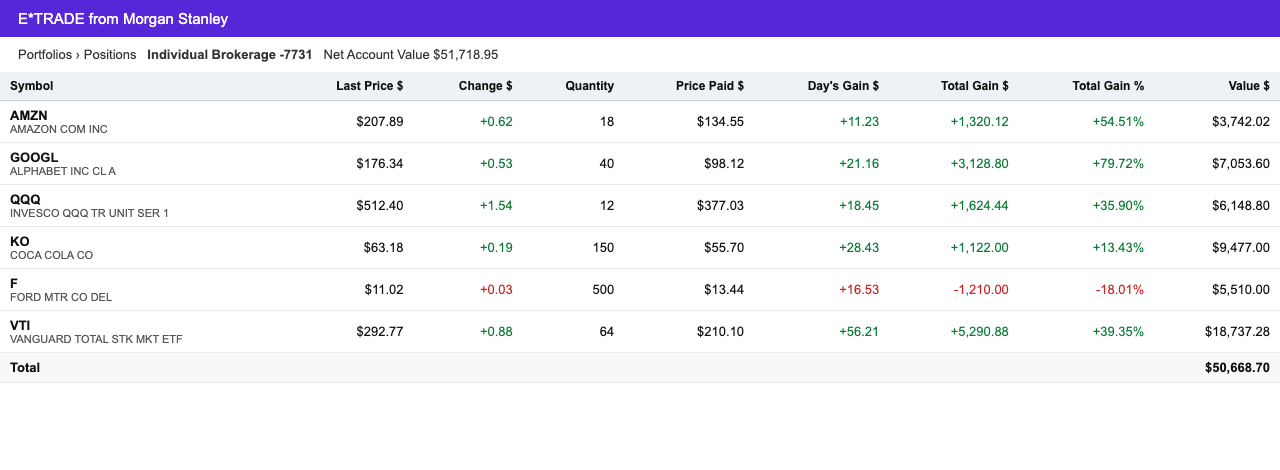 E*TRADE from Morgan Stanley
Portfolios › Positions Individual Brokerage -7731 Net Account Value $51,718.95
Symbol Last Price $ Change $ Quantity Price Paid $ Day's Gain $ Total Gain $ Total Gain % Value $
AMZN
AMAZON COM INC
$207.89 +0.62 18 $134.55 +11.23 +1,320.12 +54.51% $3,742.02
GOOGL
ALPHABET INC CL A
$176.34 +0.53 40 $98.12 +21.16 +3,128.80 +79.72% $7,053.60
QQQ
INVESCO QQQ TR UNIT SER 1
$512.40 +1.54 12 $377.03 +18.45 +1,624.44 +35.90% $6,148.80
KO
COCA COLA CO
$63.18 +0.19 150 $55.70 +28.43 +1,122.00 +13.43% $9,477.00
F
FORD MTR CO DEL
$11.02 +0.03 500 $13.44 +16.53 -1,210.00 -18.01% $5,510.00
VTI
VANGUARD TOTAL STK MKT ETF
$292.77 +0.88 64 $210.10 +56.21 +5,290.88 +39.35% $18,737.28
Total $50,668.70